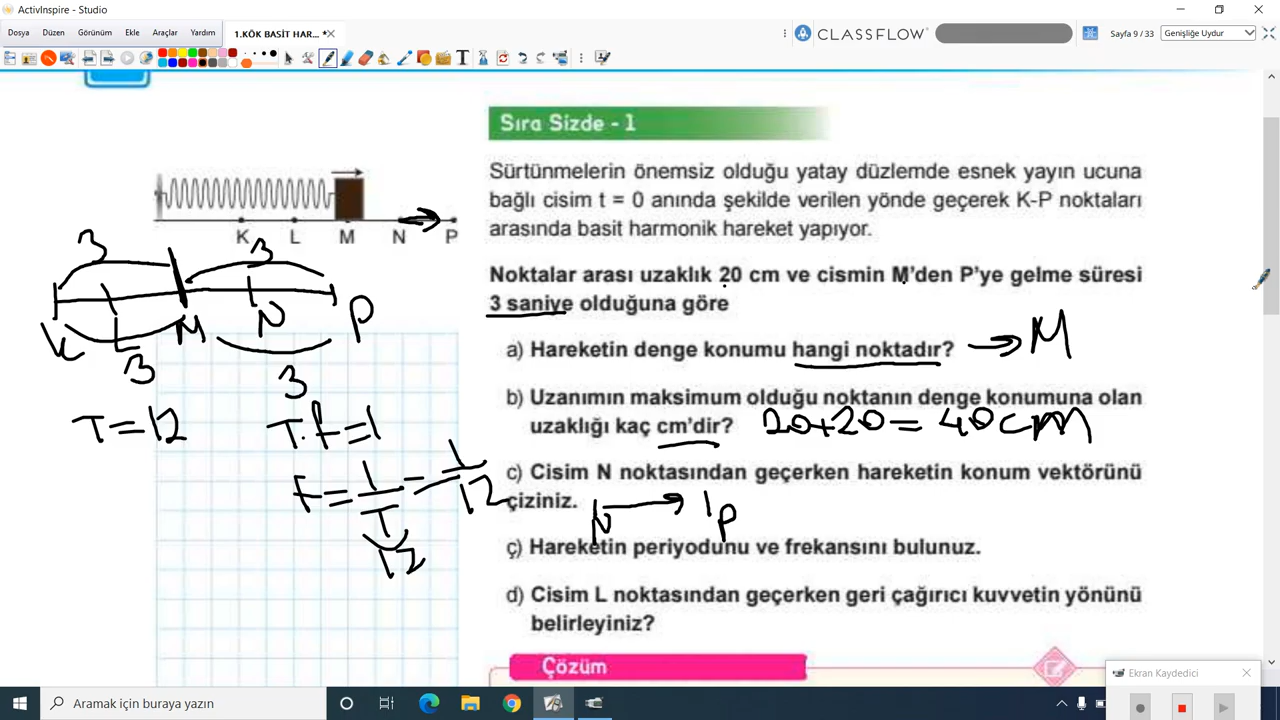 ActivInspire - Studio
Dosya Düzen Görünüm Ekle Araçlar Yardım
1.KÖK BASİT HAR... *
CLASSFLOW
Sayfa 9 / 33
Genişliğe Uydur
Sıra Sizde - 1
Sürtünmelerin önemsiz olduğu yatay düzlemde esnek yayın ucuna
bağlı cisim t = 0 anında şekilde verilen yönde geçerek K-P noktaları
arasında basit harmonik hareket yapıyor.
K L M N P
Noktalar arası uzaklık 20 cm ve cismin M'den P'ye gelme süresi
3 saniye olduğuna göre
3 3
K L M N P
3 3
a) Hareketin denge konumu hangi noktadır? → M
b) Uzanımın maksimum olduğu noktanın denge konumuna olan
uzaklığı kaç cm'dir? 20+20=40cm
T=12
T.f=1
f=1/T=1/12
12
c) Cisim N noktasından geçerken hareketin konum vektörünü
çiziniz. N → P
ç) Hareketin periyodunu ve frekansını bulunuz.
d) Cisim L noktasından geçerken geri çağırıcı kuvvetin yönünü
belirleyiniz?
Çözüm
Ekran Kaydedici
Aramak için buraya yazın